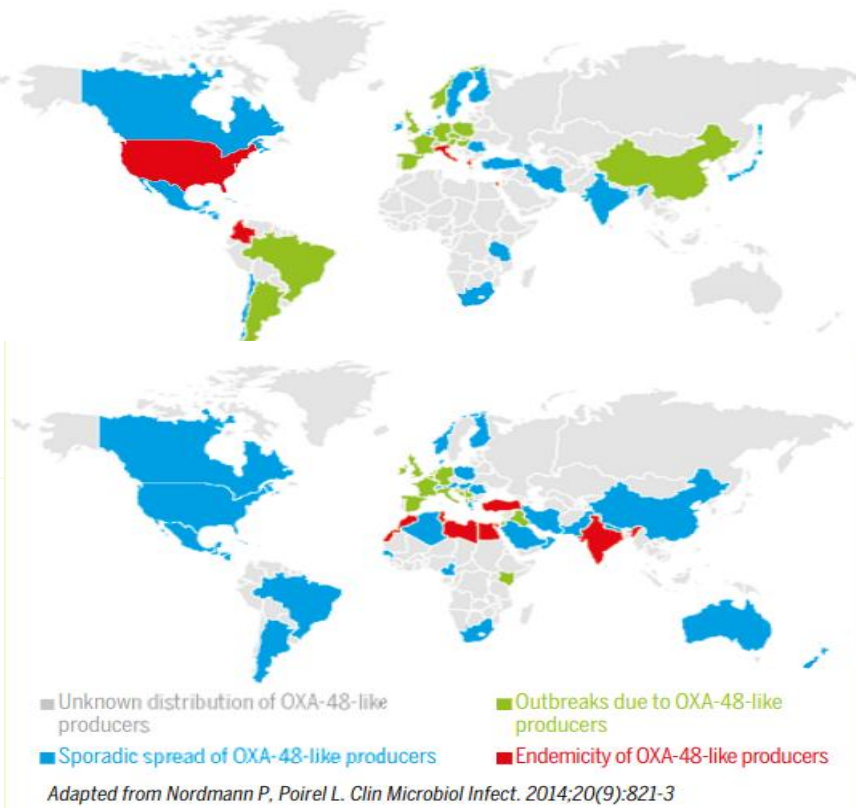 Unknown distribution of OXA-48-like
producers
Outbreaks due to OXA-48-like
producers
Sporadic spread of OXA-48-like producers
Endemicity of OXA-48-like producers
Adapted from Nordmann P, Poirel L. Clin Microbiol Infect. 2014;20(9):821-3